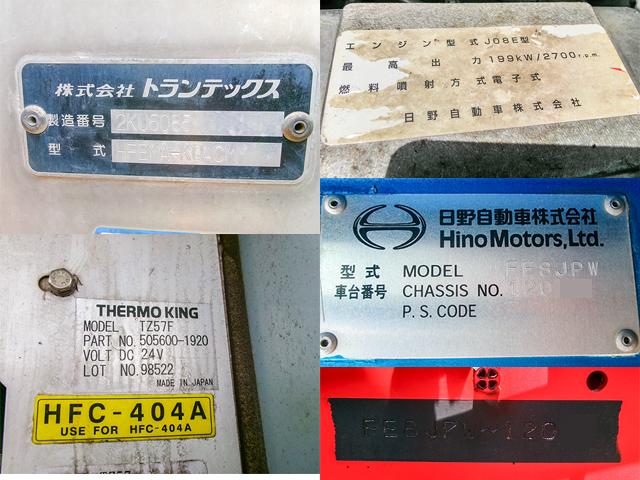 株式会社 トランテックス
製造番号
型 式
エンジン型式 J08E型
最高出力 199kW/2700r.p.m.
燃料噴射方式 電子式
日野自動車株式会社
THERMO KING
MODEL TZ57F
PART NO. 505600-1920
VOLT DC 24V
LOT NO. 98522
MADE IN JAPAN
HFC-404A
USE FOR HFC-404A
日野自動車株式会社
Hino Motors, Ltd.
型 式 MODEL
車台番号 CHASSIS NO. 120
P.S. CODE